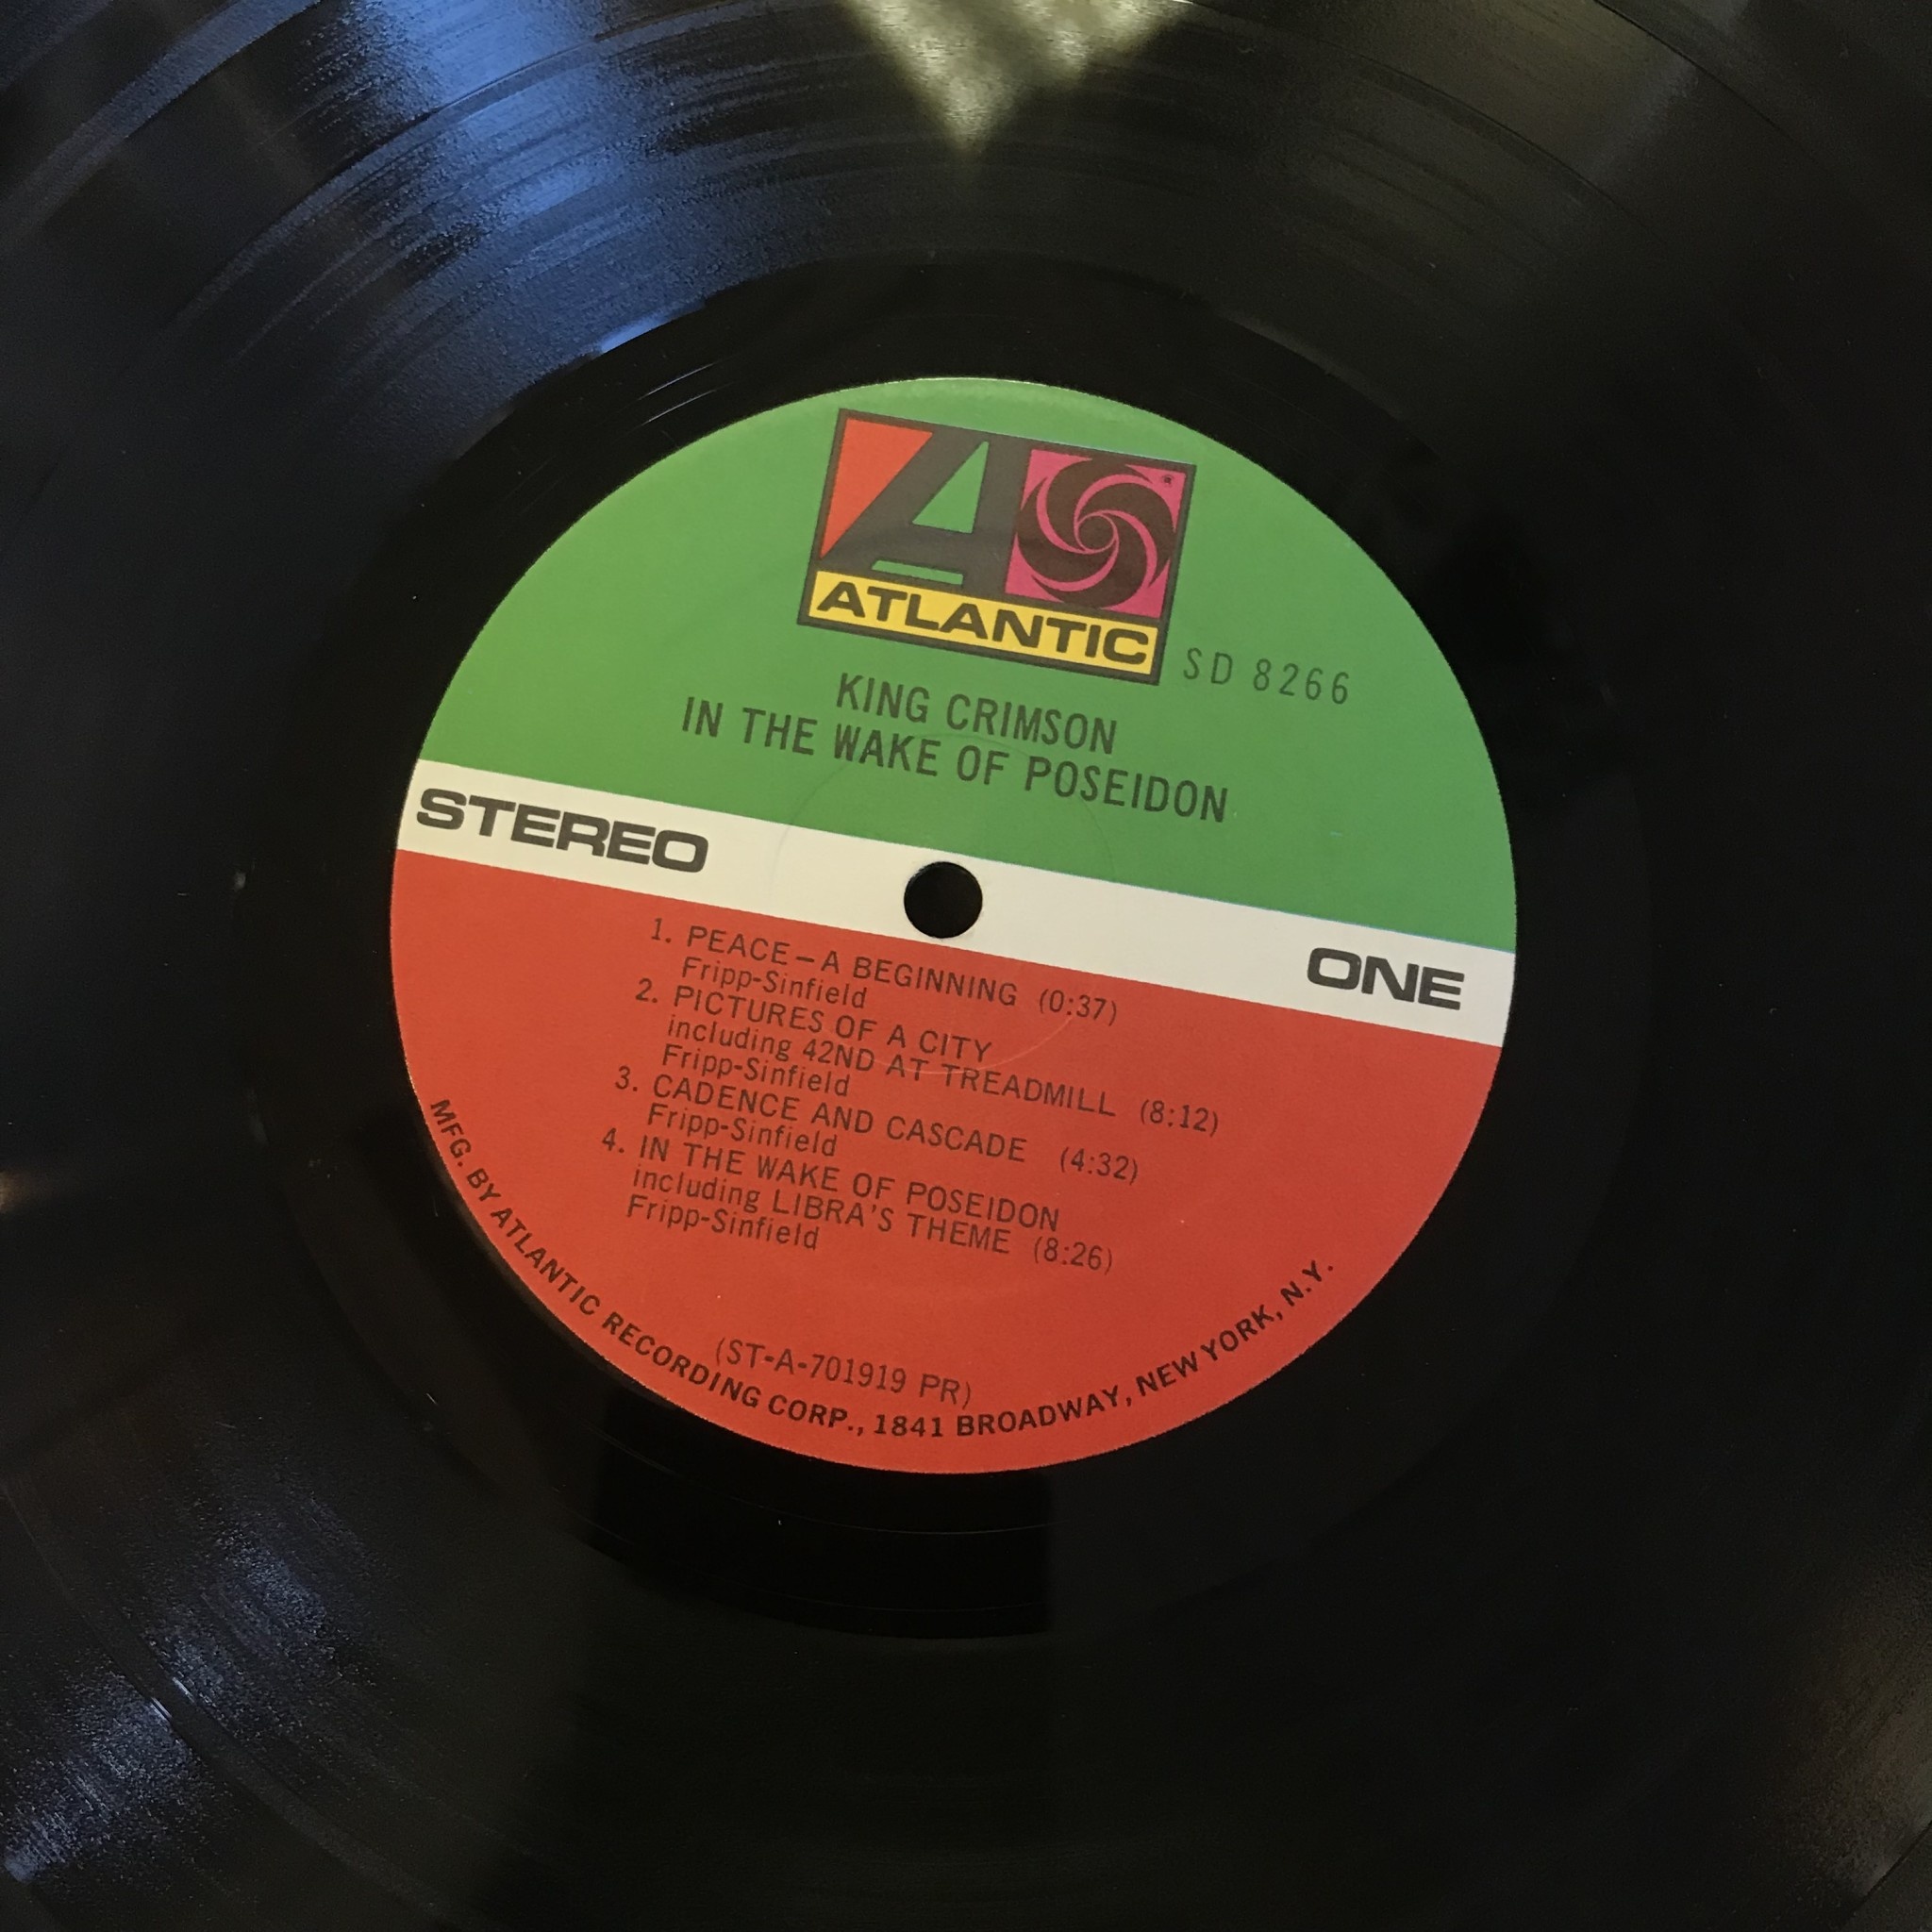 ATLANTIC
SD 8266
KING CRIMSON
IN THE WAKE OF POSEIDON
STEREO
ONE
1. PEACE–A BEGINNING (0:37)
Fripp-Sinfield
2. PICTURES OF A CITY
including 42ND AT TREADMILL (8:12)
Fripp-Sinfield
3. CADENCE AND CASCADE (4:32)
Fripp-Sinfield
4. IN THE WAKE OF POSEIDON
including LIBRA'S THEME (8:26)
Fripp-Sinfield
(ST-A-701919 PR)
MFG. BY ATLANTIC RECORDING CORP., 1841 BROADWAY, NEW YORK, N.Y.